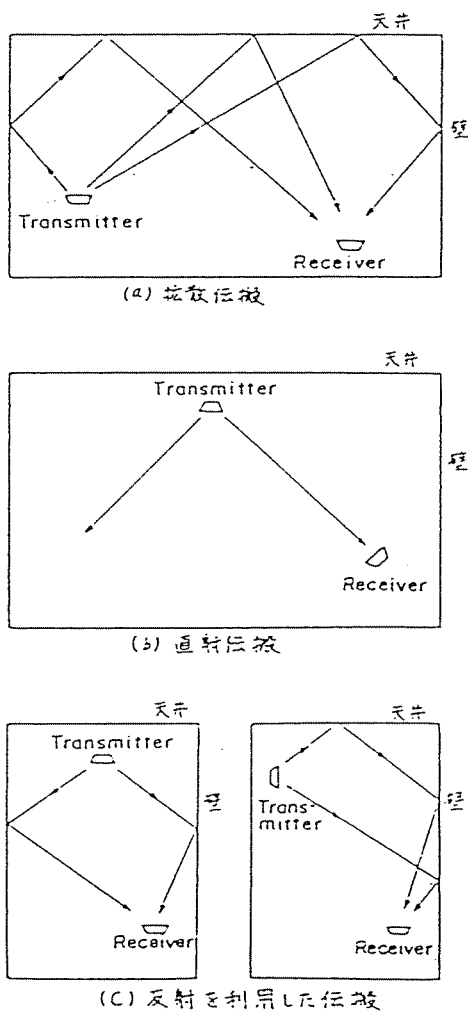 天井
壁
Transmitter
Receiver
(a) 拡散伝搬
天井
Transmitter
壁
Receiver
(b) 直射伝搬
天井
Transmitter
壁
Receiver
天井
Trans-
mitter
壁
Receiver
(C) 反射を利用した伝搬